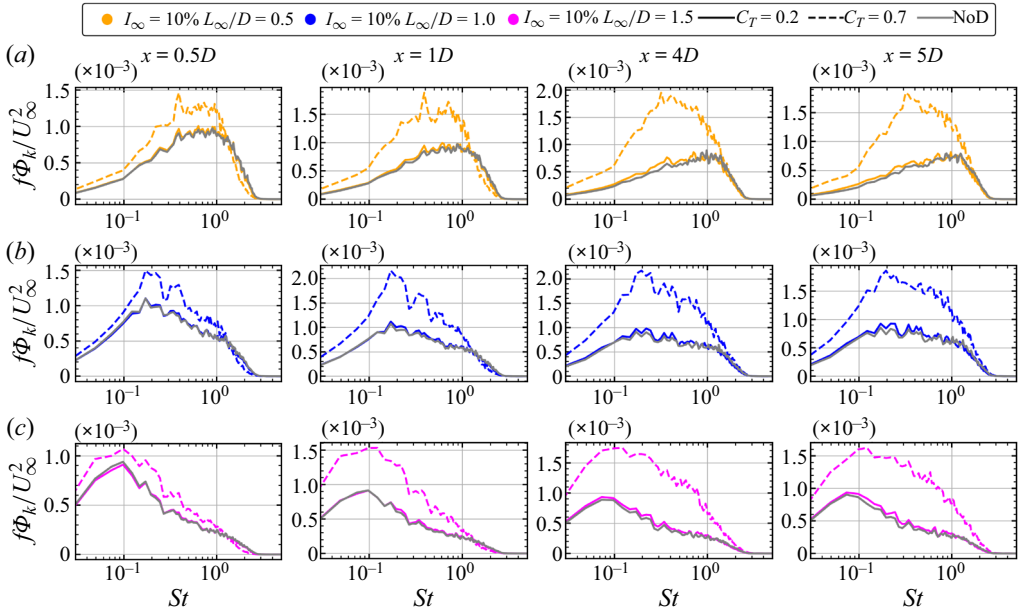 I∞ = 10% L∞/D = 0.5 I∞ = 10% L∞/D = 1.0 I∞ = 10% L∞/D = 1.5 C_T = 0.2 C_T = 0.7 NoD
(a) x = 0.5D x = 1D x = 4D x = 5D
(×10⁻³) (×10⁻³) (×10⁻³) (×10⁻³)
fΦ_k/U²∞
1.5 1.0 0.5 0
1.5 1.0 0.5 0
2.0 1.5 1.0 0.5 0
1.5 1.0 0.5 0
10⁻¹ 10⁰ 10⁻¹ 10⁰ 10⁻¹ 10⁰ 10⁻¹ 10⁰
(b) (×10⁻³) (×10⁻³) (×10⁻³) (×10⁻³)
fΦ_k/U²∞
1.5 1.0 0.5 0
2.0 1.5 1.0 0.5 0
2.0 1.5 1.0 0.5 0
1.5 1.0 0.5 0
10⁻¹ 10⁰ 10⁻¹ 10⁰ 10⁻¹ 10⁰ 10⁻¹ 10⁰
(c) (×10⁻³) (×10⁻³) (×10⁻³) (×10⁻³)
fΦ_k/U²∞
1.0 0.5 0
1.5 1.0 0.5 0
1.5 1.0 0.5 0
1.5 1.0 0.5 0
10⁻¹ 10⁰ 10⁻¹ 10⁰ 10⁻¹ 10⁰ 10⁻¹ 10⁰
St St St St